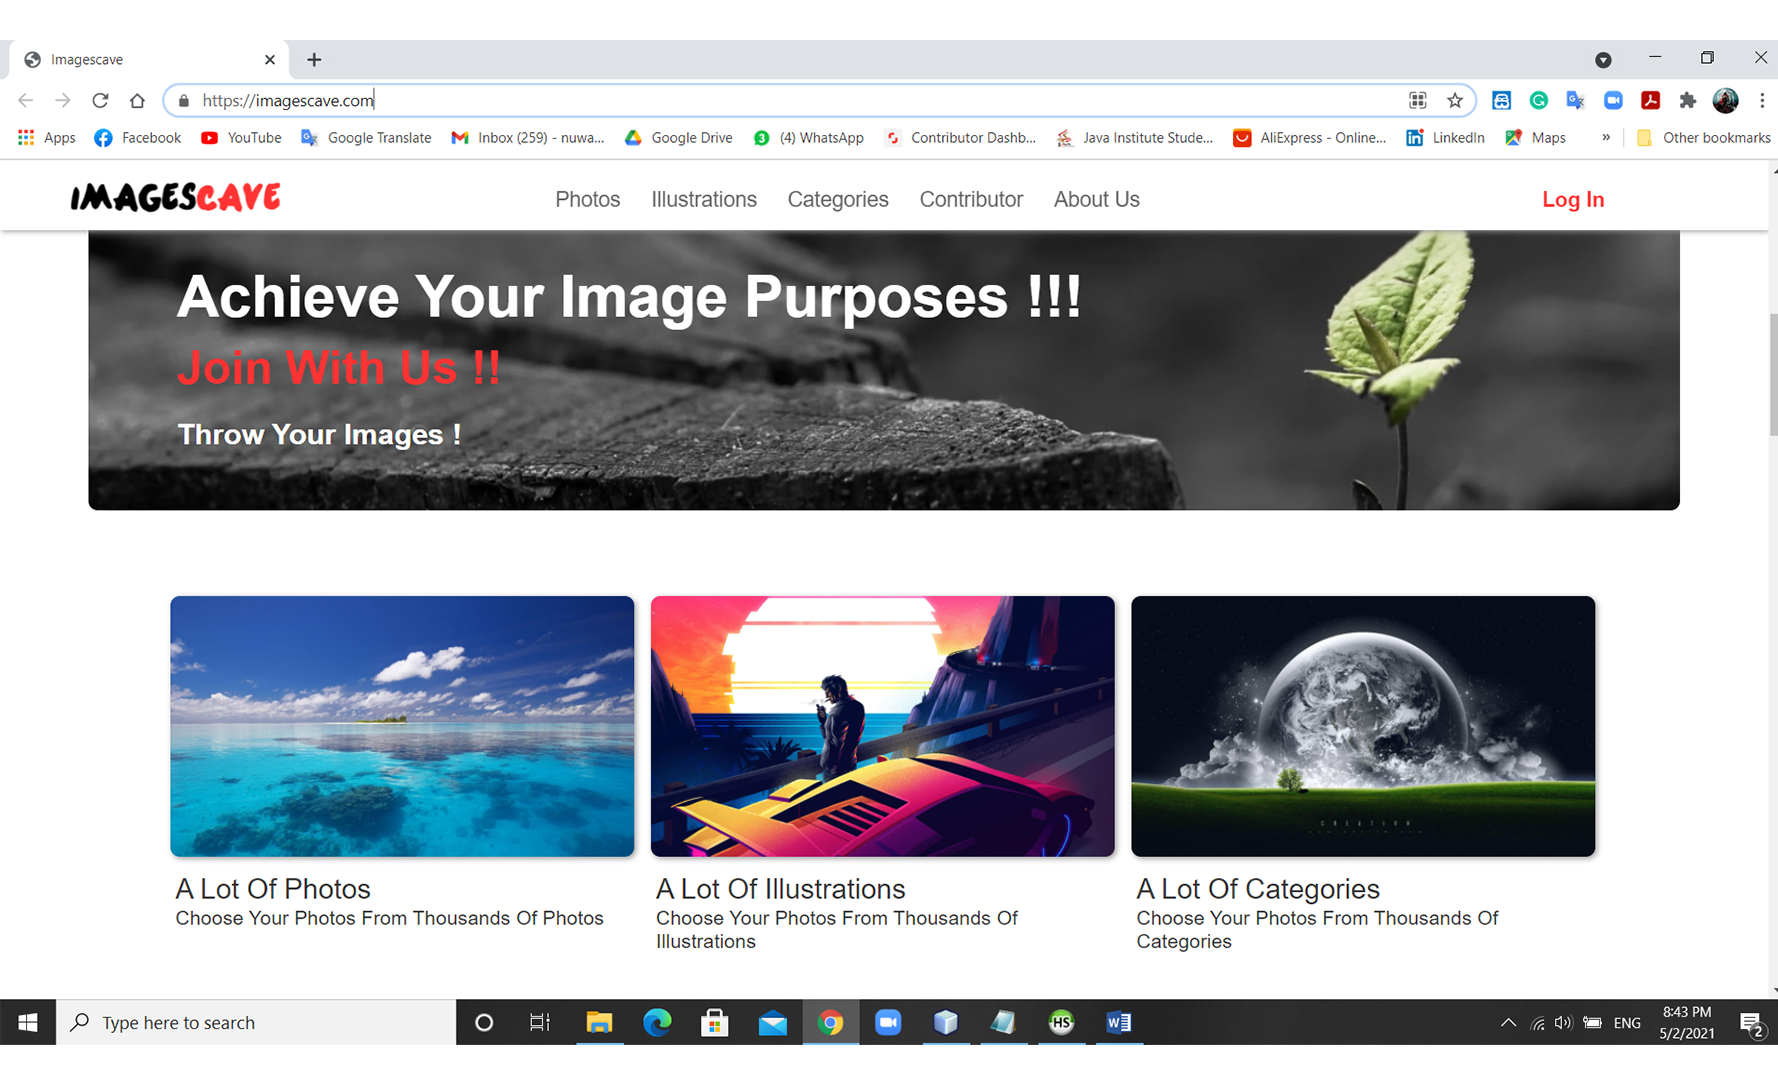 Imagescave
https://imagescave.com
Apps Facebook YouTube Google Translate Inbox (259) - nuwa... Google Drive 3 (4) WhatsApp Contributor Dashb... Java Institute Stude... AliExpress - Online... LinkedIn Maps » Other bookmarks
IMAGESCAVE Photos Illustrations Categories Contributor About Us Log In
Achieve Your Image Purposes !!!
Join With Us !!
Throw Your Images !
CREATION
A Lot Of Photos
Choose Your Photos From Thousands Of Photos
A Lot Of Illustrations
Choose Your Photos From Thousands Of
Illustrations
A Lot Of Categories
Choose Your Photos From Thousands Of
Categories
Type here to search
HS
W
ENG
8:43 PM
5/2/2021
2